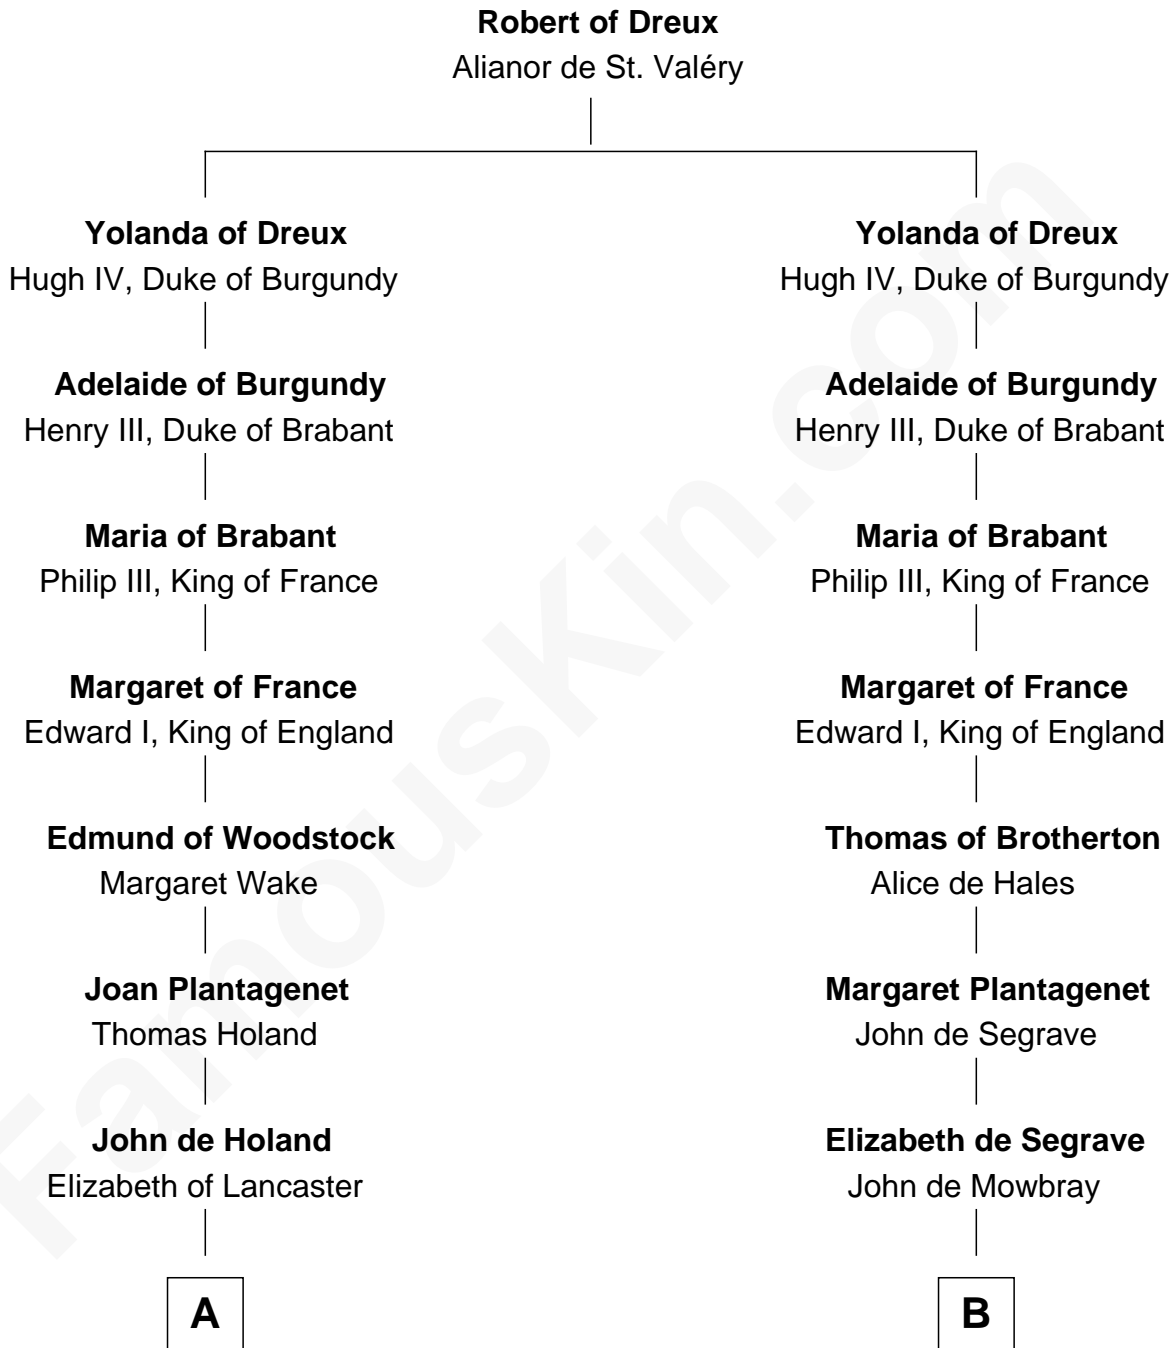 Robert of Dreux
Alianor de St. Valéry
Yolanda of Dreux
Hugh IV, Duke of Burgundy
Yolanda of Dreux
Hugh IV, Duke of Burgundy
Adelaide of Burgundy
Henry III, Duke of Brabant
Adelaide of Burgundy
Henry III, Duke of Brabant
Maria of Brabant
Philip III, King of France
Maria of Brabant
Philip III, King of France
Margaret of France
Edward I, King of England
Margaret of France
Edward I, King of England
Edmund of Woodstock
Margaret Wake
Thomas of Brotherton
Alice de Hales
Joan Plantagenet
Thomas Holand
Margaret Plantagenet
John de Segrave
John de Holand
Elizabeth of Lancaster
Elizabeth de Segrave
John de Mowbray
A
B
FamousKin.com